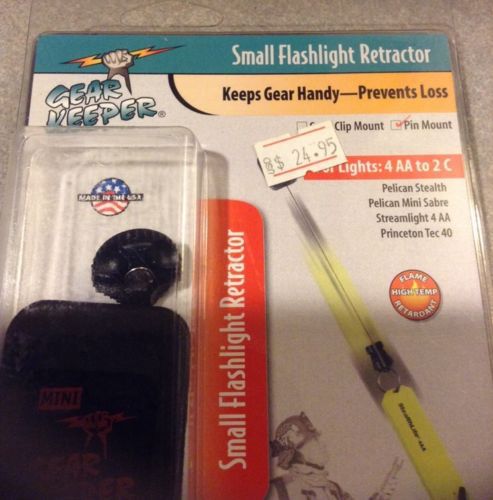 Small Flashlight Retractor
GEAR
KEEPER®
Keeps Gear Handy—Prevents Loss
Clip Mount
Pin Mount
$ 24.95
Lights: 4 AA to 2 C
Pelican Stealth
Pelican Mini Sabre
Streamlight 4 AA
Princeton Tec 40
MADE IN THE USA
FLAME
HIGH TEMP
RETARDANT
Small Flashlight Retractor
MINI
GEAR
KEEPER
StealthLite 4AA